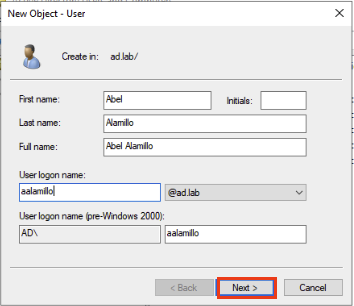 New Object - User
Create in: ad.lab/
First name: Abel Initials:
Last name: Alamillo
Full name: Abel Alamillo
User logon name:
aalamillo @ad.lab
User logon name (pre-Windows 2000):
AD\ aalamillo
< Back Next > Cancel